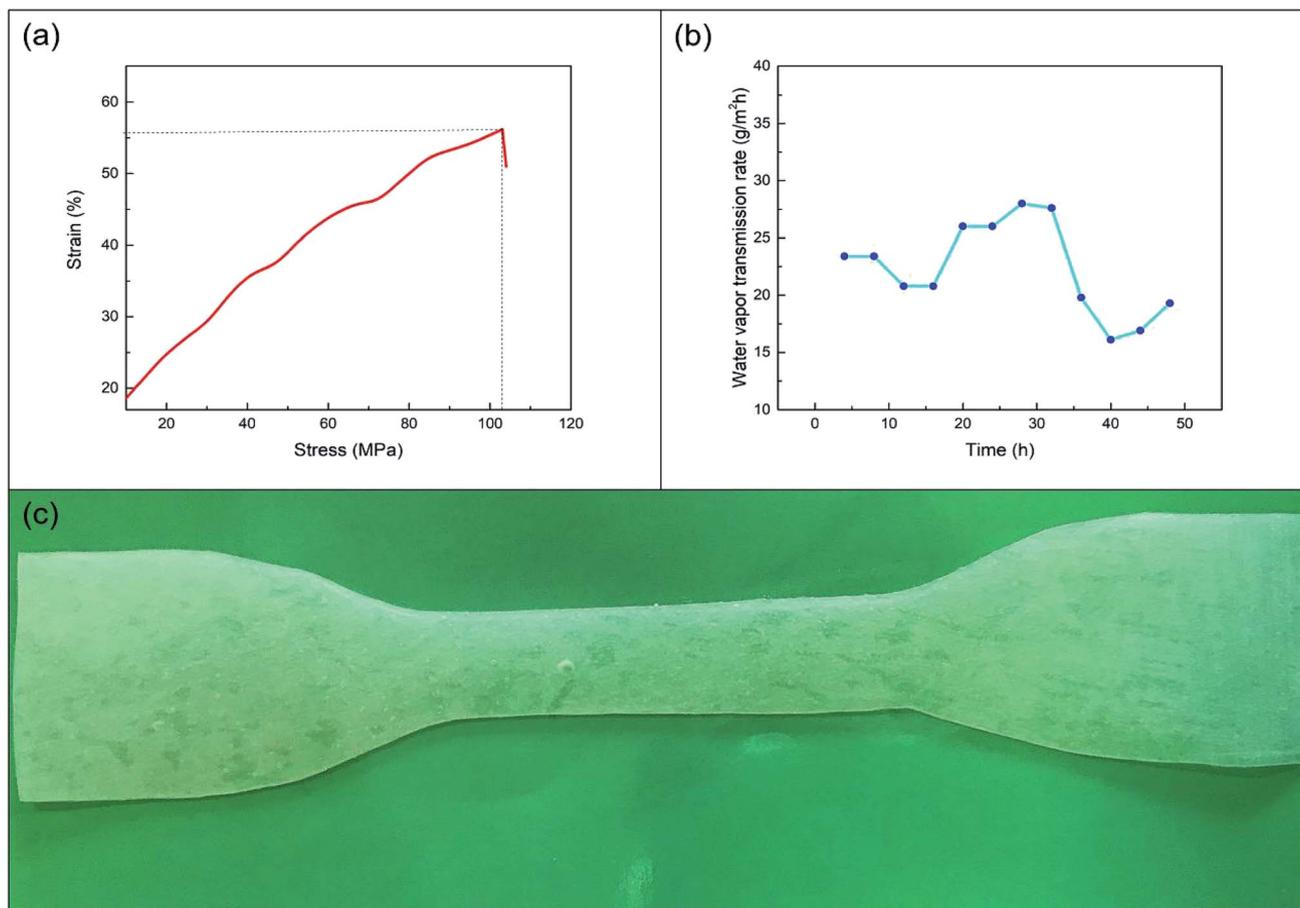 (a)
60
50
40
30
20
Strain (%)
20 40 60 80 100 120
Stress (MPa)
(b)
40
35
30
25
20
15
10
Water vapor transmission rate (g/m²h)
0 10 20 30 40 50
Time (h)
(c)